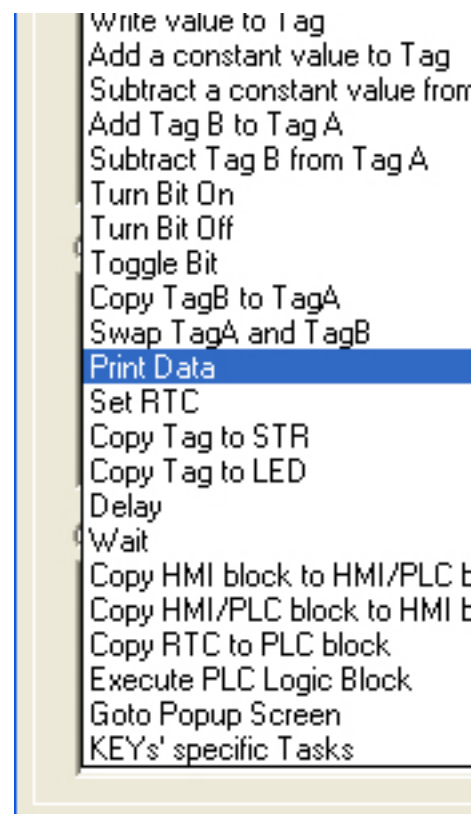 Write value to Tag
Add a constant value to Tag
Subtract a constant value from
Add Tag B to Tag A
Subtract Tag B from Tag A
Turn Bit On
Turn Bit Off
Toggle Bit
Copy TagB to TagA
Swap TagA and TagB
Print Data
Set RTC
Copy Tag to STR
Copy Tag to LED
Delay
Wait
Copy HMI block to HMI/PLC b
Copy HMI/PLC block to HMI b
Copy RTC to PLC block
Execute PLC Logic Block
Goto Popup Screen
KEYs' specific Tasks